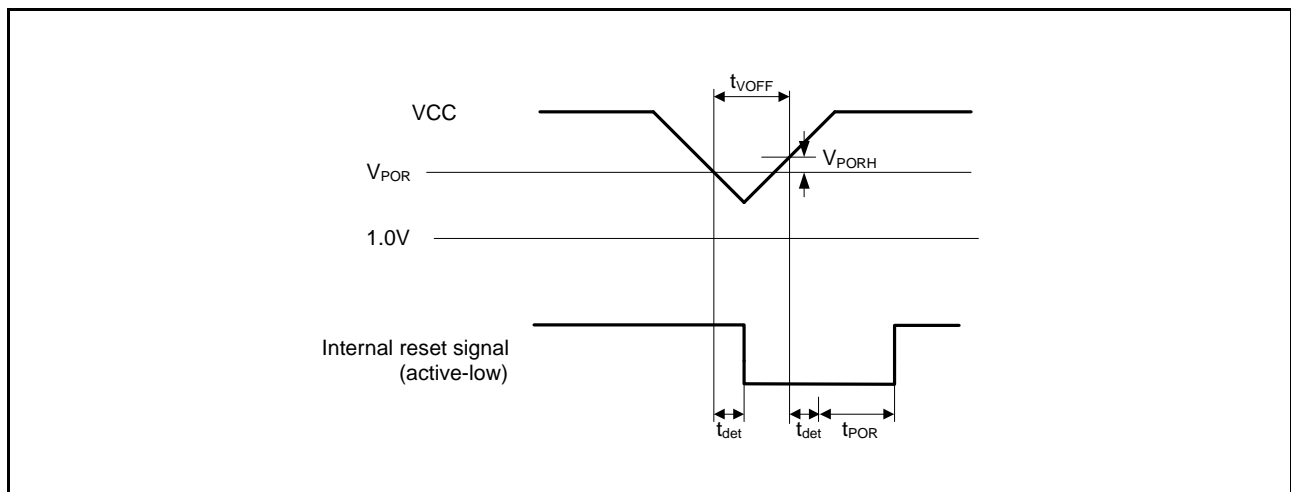 tVOFF
VCC
VPORH
VPOR
1.0V
Internal reset signal
(active-low)
tdet
tdet
tPOR